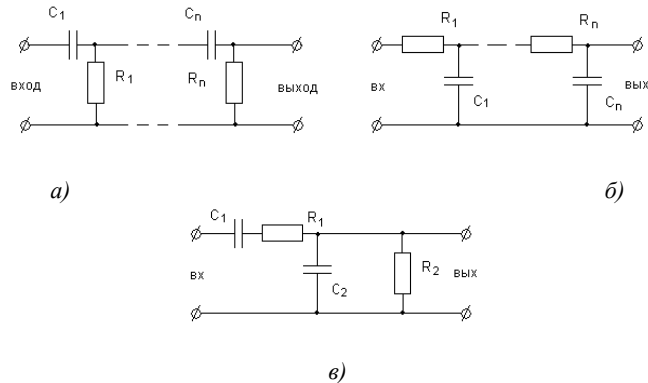 C1 Cn
вход R1 Rn выход
R1 Rn
вх C1 Cn вых
а) б)
C1 R1
вх C2 R2 вых
в)